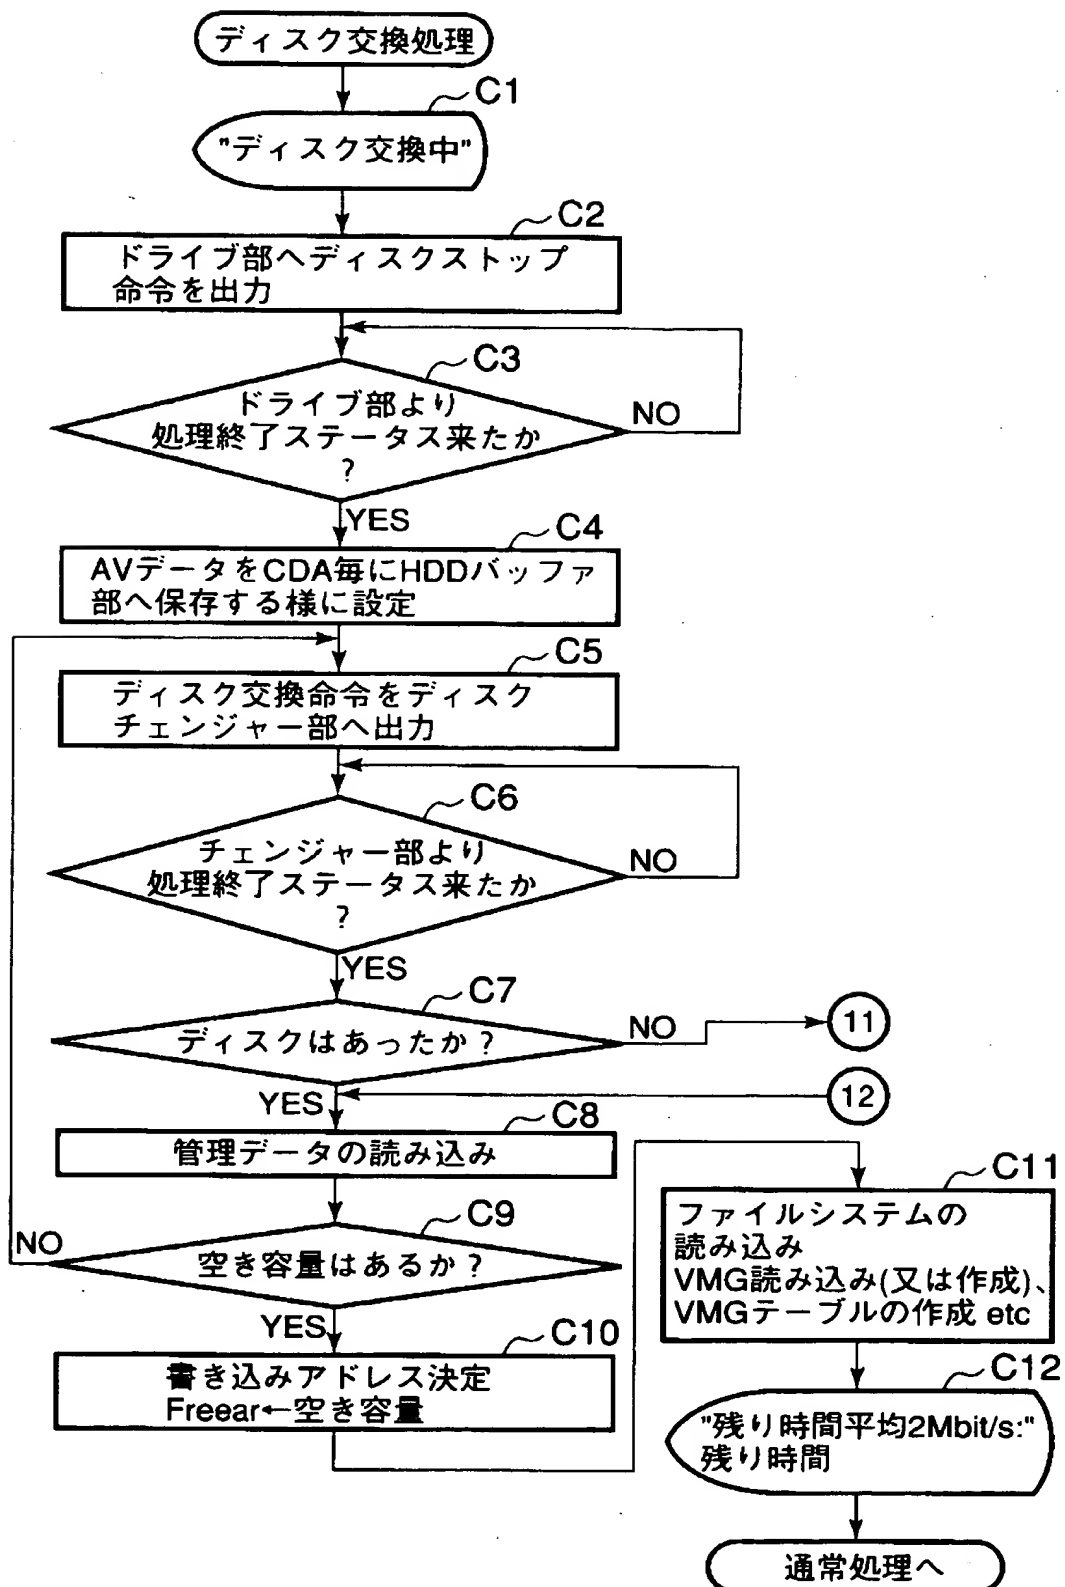 ディスク交換処理
C1
"ディスク交換中"
C2
ドライブ部へディスクストップ
命令を出力
C3
ドライブ部より
処理終了ステータス来たか
?
NO
YES
C4
AVデータをCDA毎にHDDバッファ
部へ保存する様に設定
C5
ディスク交換命令をディスク
チェンジャー部へ出力
C6
チェンジャー部より
処理終了ステータス来たか
?
NO
YES
C7
ディスクはあったか?
NO
11
YES
12
C8
管理データの読み込み
C9
空き容量はあるか?
NO
YES
C10
書き込みアドレス決定
Freear←空き容量
C11
ファイルシステムの
読み込み
VMG読み込み(又は作成)、
VMGテーブルの作成 etc
C12
"残り時間平均2Mbit/s:"
残り時間
通常処理へ